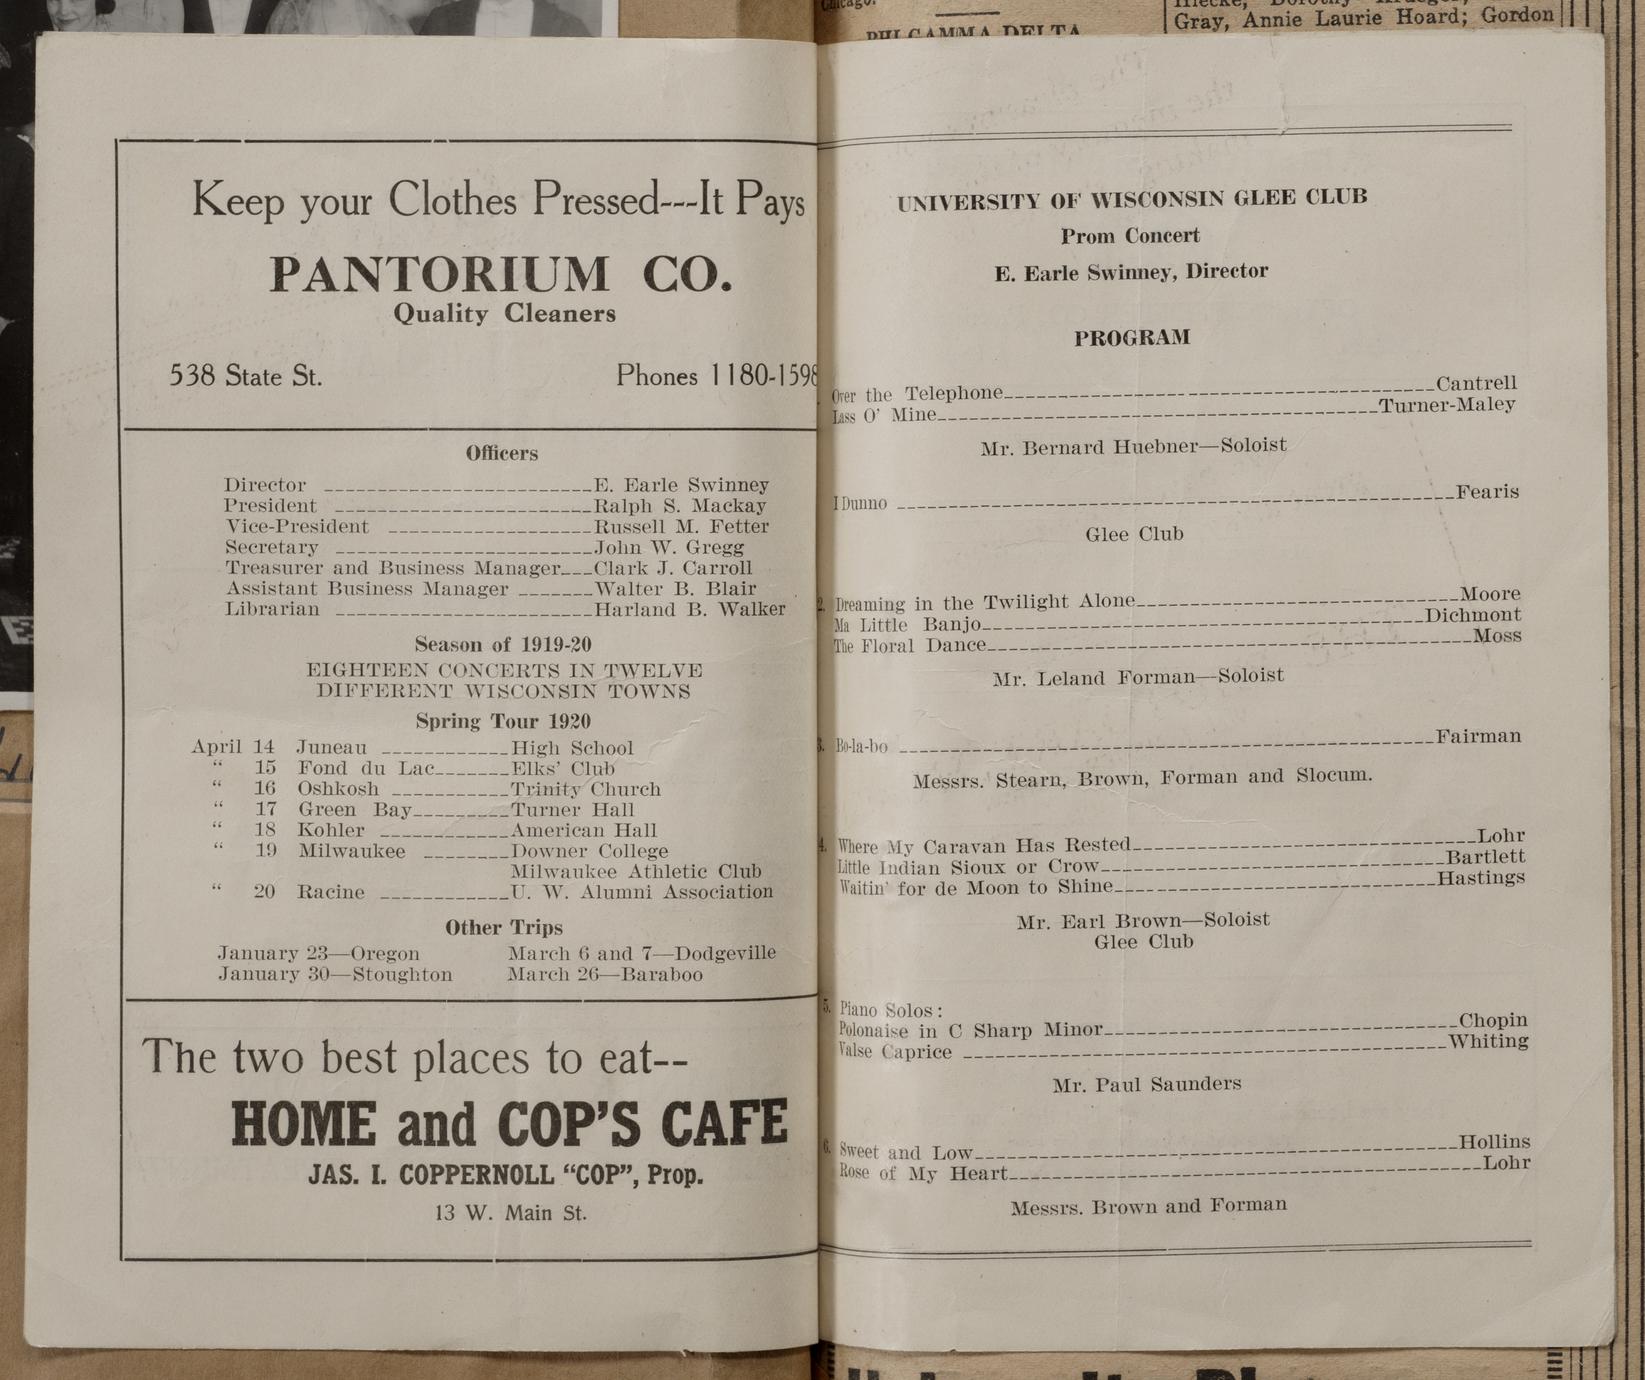 Chicago.
PHI GAMMA DELTA
Gray, Annie Laurie Hoard; Gordon
Keep your Clothes Pressed---It Pays
PANTORIUM CO.
Quality Cleaners
538 State St. Phones 1180-1598
Officers
Director E. Earle Swinney
President Ralph S. Mackay
Vice-President Russell M. Fetter
Secretary John W. Gregg
Treasurer and Business Manager Clark J. Carroll
Assistant Business Manager Walter B. Blair
Librarian Harland B. Walker
Season of 1919-20
EIGHTEEN CONCERTS IN TWELVE
DIFFERENT WISCONSIN TOWNS
Spring Tour 1920
April 14 Juneau High School
" 15 Fond du Lac Elks' Club
" 16 Oshkosh Trinity Church
" 17 Green Bay Turner Hall
" 18 Kohler American Hall
" 19 Milwaukee Downer College
Milwaukee Athletic Club
" 20 Racine U. W. Alumni Association
Other Trips
January 23—Oregon March 6 and 7—Dodgeville
January 30—Stoughton March 26—Baraboo
The two best places to eat--
HOME and COP'S CAFE
JAS. I. COPPERNOLL "COP", Prop.
13 W. Main St.
UNIVERSITY OF WISCONSIN GLEE CLUB
Prom Concert
E. Earle Swinney, Director
PROGRAM
Over the Telephone Cantrell
Lass O' Mine Turner-Maley
Mr. Bernard Huebner—Soloist
I Dunno Fearis
Glee Club
2. Dreaming in the Twilight Alone Moore
Ma Little Banjo Dichmont
The Floral Dance Moss
Mr. Leland Forman—Soloist
3. Bo-la-bo Fairman
Messrs. Stearn, Brown, Forman and Slocum.
4. Where My Caravan Has Rested Lohr
Little Indian Sioux or Crow Bartlett
Waitin' for de Moon to Shine Hastings
Mr. Earl Brown—Soloist
Glee Club
5. Piano Solos:
Polonaise in C Sharp Minor Chopin
Valse Caprice Whiting
Mr. Paul Saunders
6. Sweet and Low Hollins
Rose of My Heart Lohr
Messrs. Brown and Forman